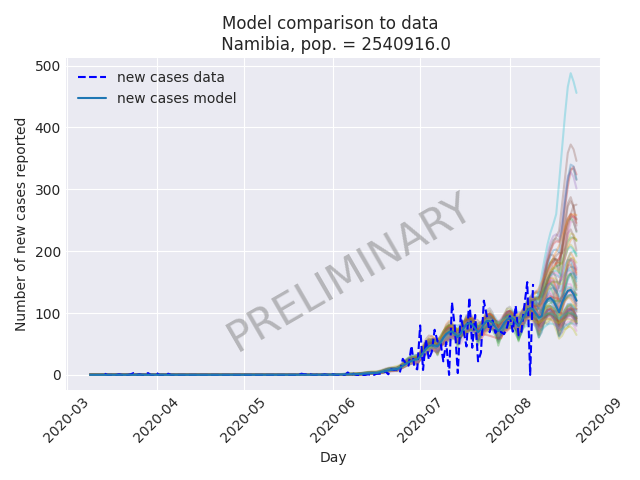 Model comparison to data
Namibia, pop. = 2540916.0
new cases data
new cases model
PRELIMINARY
Number of new cases reported
500
400
300
200
100
0
2020-03
2020-04
2020-05
2020-06
2020-07
2020-08
2020-09
Day